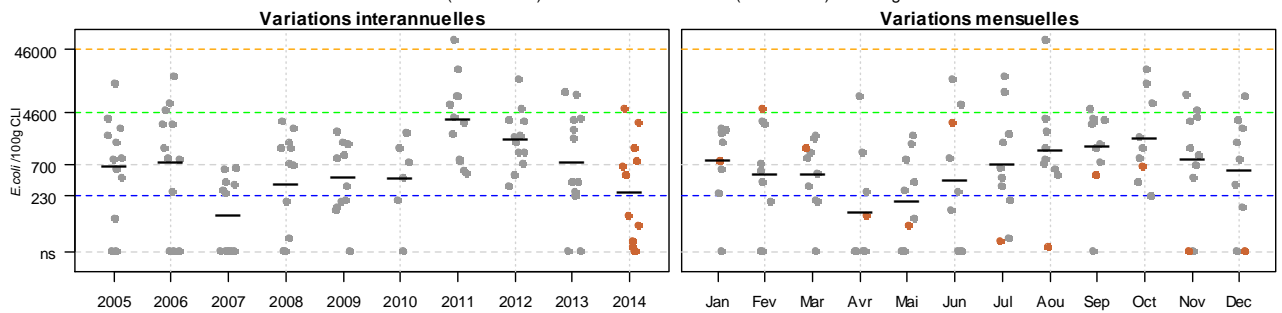 Variations interannuelles
Variations mensuelles
E.coli/100g CLI
46000
4600
700
230
ns
2005 2006 2007 2008 2009 2010 2011 2012 2013 2014
Jan Fev Mar Avr Mai Jun Jul Aou Sep Oct Nov Dec